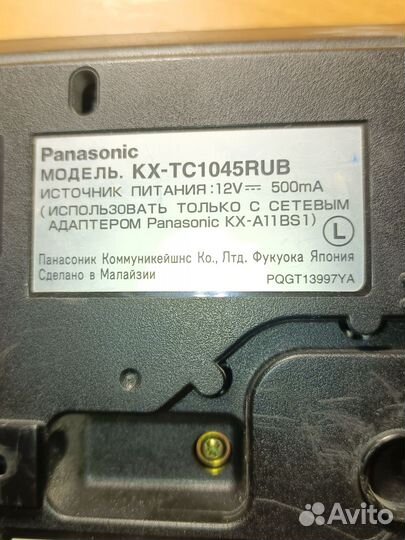 Panasonic
МОДЕЛЬ. KX-TC1045RUB
ИСТОЧНИК ПИТАНИЯ:12V⎓ 500mA
(ИСПОЛЬЗОВАТЬ ТОЛЬКО С СЕТЕВЫМ
АДАПТЕРОМ Panasonic KX-A11BS1)
L
Панасоник Коммуникейшнс Ко., Лтд. Фукуока Япония
Сделано в Малайзии
PQGT13997YA
Avito